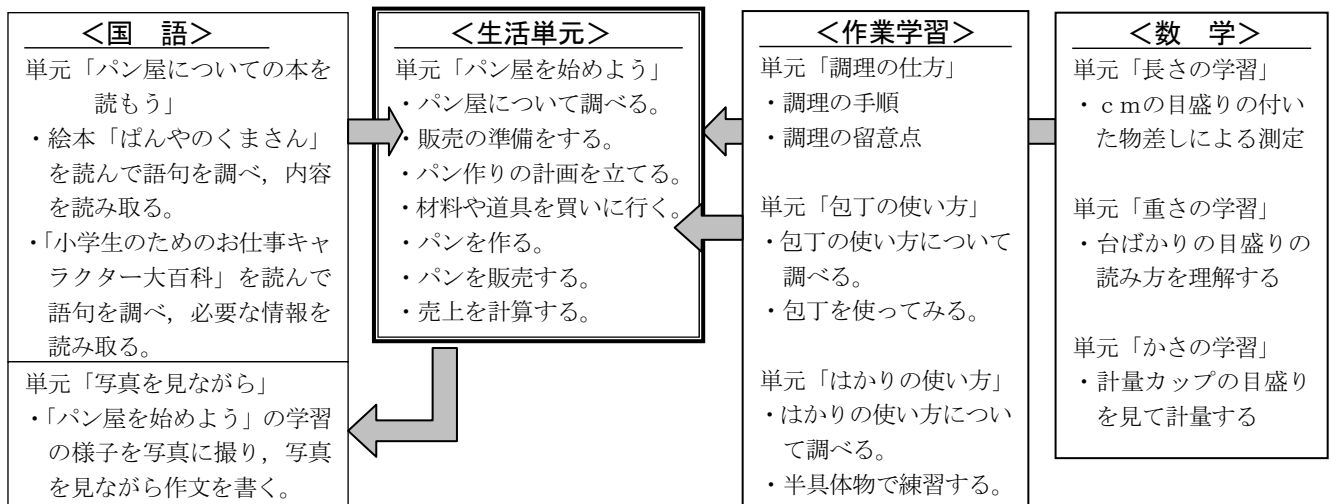 ＜国　語＞
単元「パン屋についての本を
読もう」
・絵本「ぱんやのくまさん」
を読んで語句を調べ，内容
を読み取る。
・「小学生のためのお仕事キャ
ラクター大百科」を読んで
語句を調べ，必要な情報を
読み取る。
単元「写真を見ながら」
・「パン屋を始めよう」の学習
の様子を写真に撮り，写真
を見ながら作文を書く。
＜生活単元＞
単元「パン屋を始めよう」
・パン屋について調べる。
・販売の準備をする。
・パン作りの計画を立てる。
・材料や道具を買いに行く。
・パンを作る。
・パンを販売する。
・売上を計算する。
＜作業学習＞
単元「調理の仕方」
・調理の手順
・調理の留意点
単元「包丁の使い方」
・包丁の使い方について
調べる。
・包丁を使ってみる。
単元「はかりの使い方」
・はかりの使い方につい
て調べる。
・半具体物で練習する。
＜数　学＞
単元「長さの学習」
・ｃｍの目盛りの付い
た物差しによる測定
単元「重さの学習」
・台ばかりの目盛りの
読み方を理解する
単元「かさの学習」
・計量カップの目盛り
を見て計量する